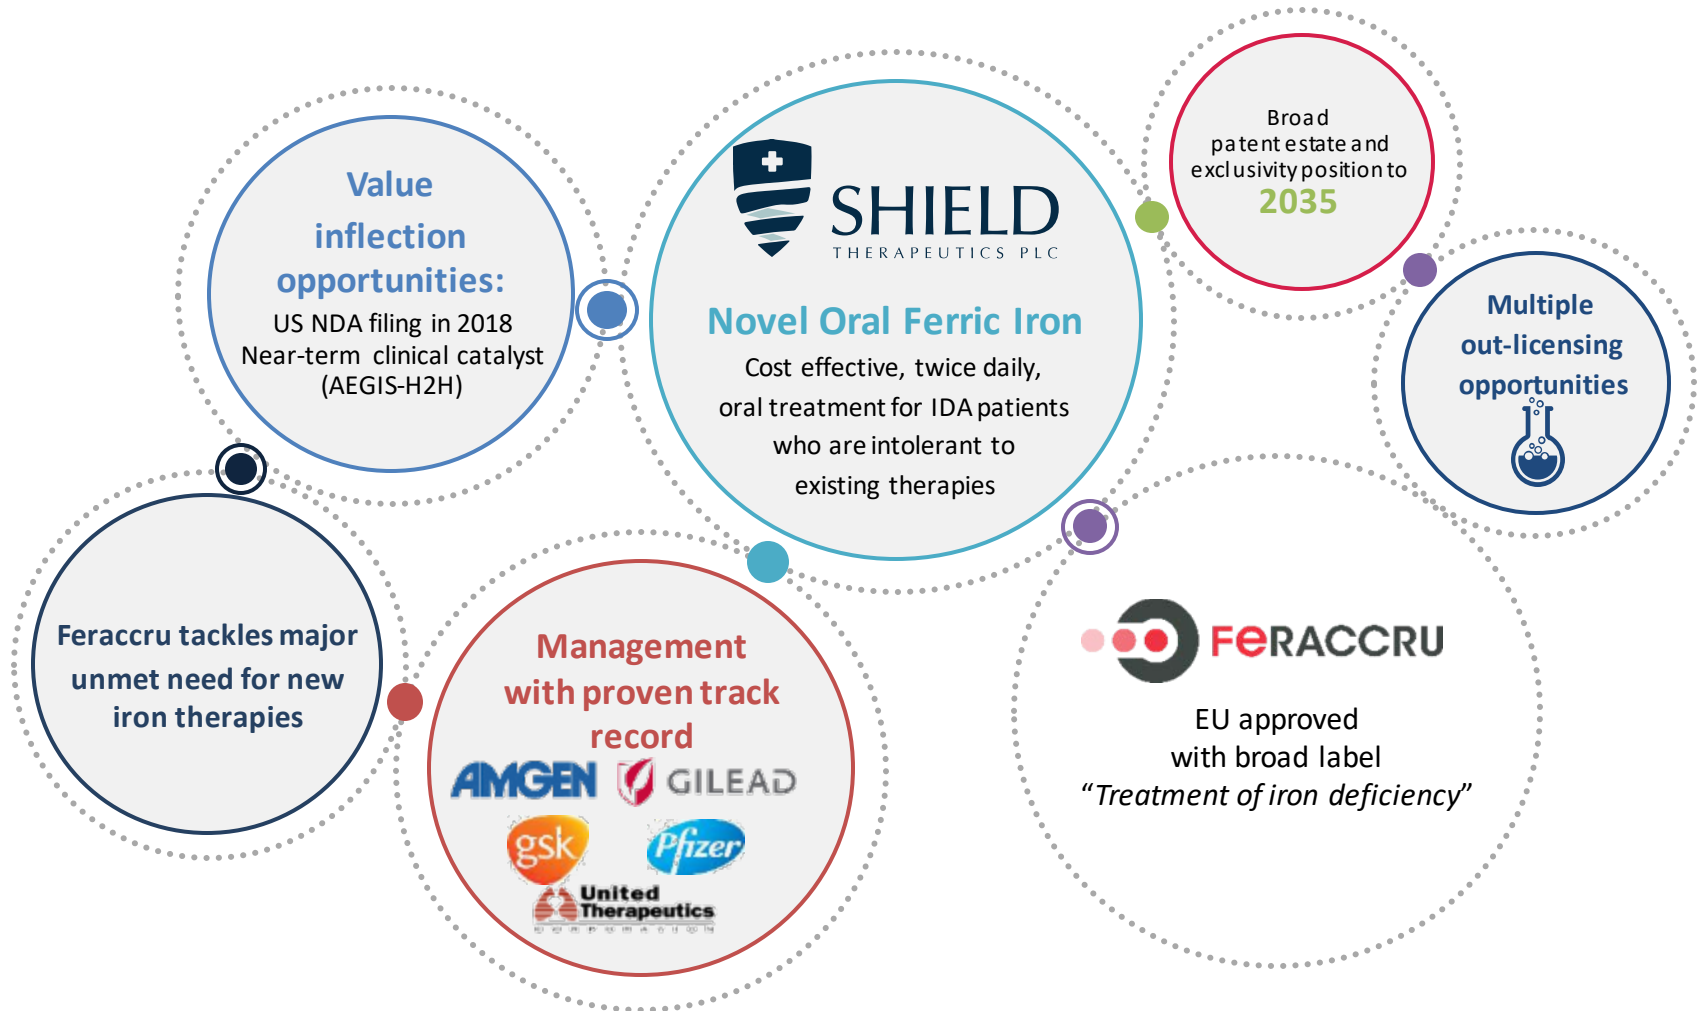 Value
inflection
opportunities:
US NDA filing in 2018
Near-term clinical catalyst
(AEGIS-H2H)
SHIELD
THERAPEUTICS PLC
Novel Oral Ferric Iron
Cost effective, twice daily,
oral treatment for IDA patients
who are intolerant to
existing therapies
Broad
patent estate and
exclusivity position to
2035
Multiple
out-licensing
opportunities
Feraccru tackles major
unmet need for new
iron therapies
Management
with proven track
record
AMGEN GILEAD
gsk Pfizer
United
Therapeutics
FeRACCRU
EU approved
with broad label
“Treatment of iron deficiency”